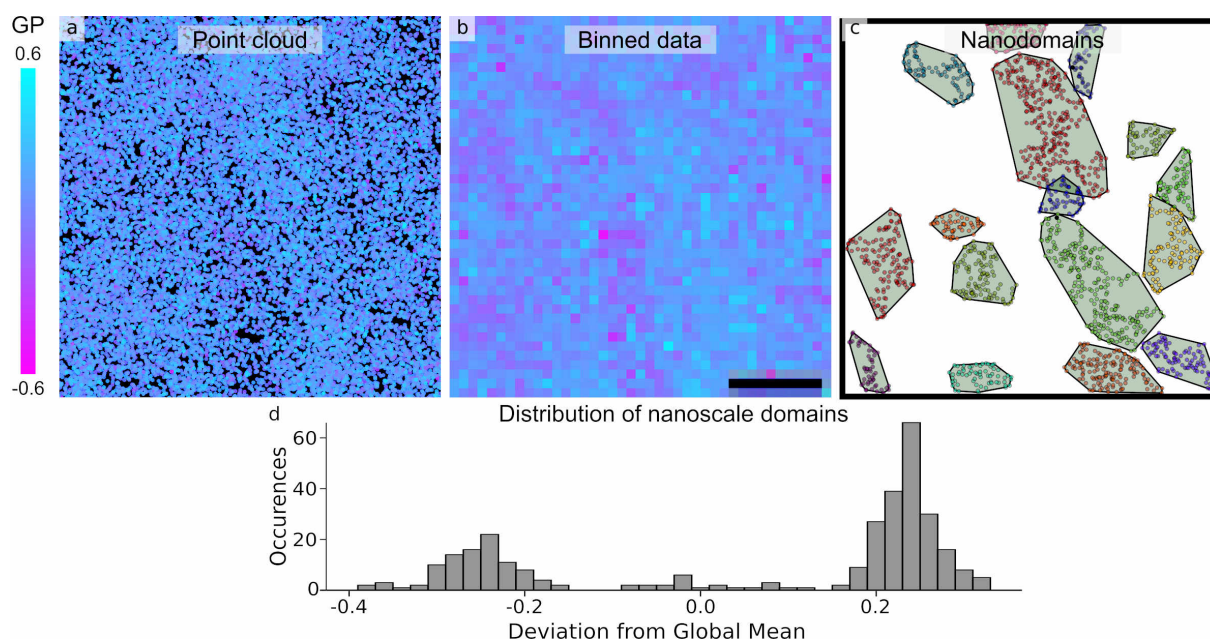 GP
0.6
-0.6
a
Point cloud
b
Binned data
c
Nanodomains
d
Distribution of nanoscale domains
Occurences
60
40
20
0
-0.4
-0.2
0.0
0.2
Deviation from Global Mean